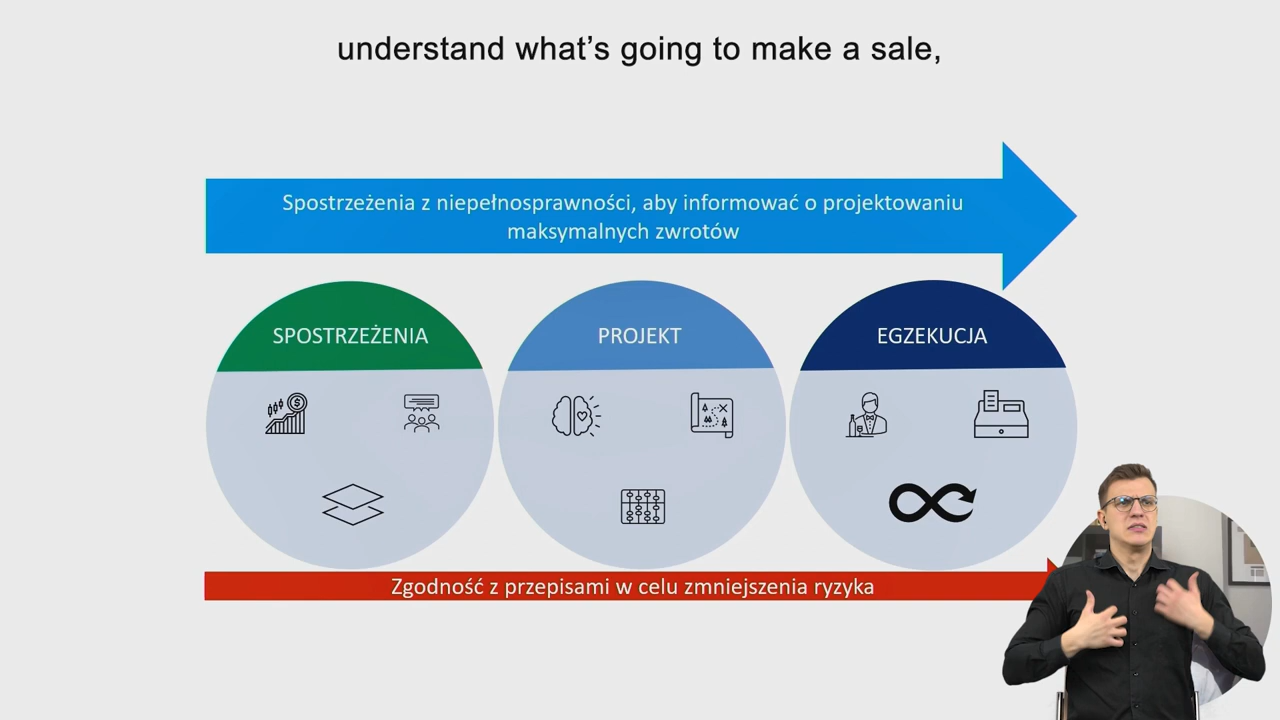 understand what’s going to make a sale,
Spostrzeżenia z niepełnosprawności, aby informować o projektowaniu
maksymalnych zwrotów
SPOSTRZEŻENIA
PROJEKT
EGZEKUCJA
Zgodność z przepisami w celu zmniejszenia ryzyka